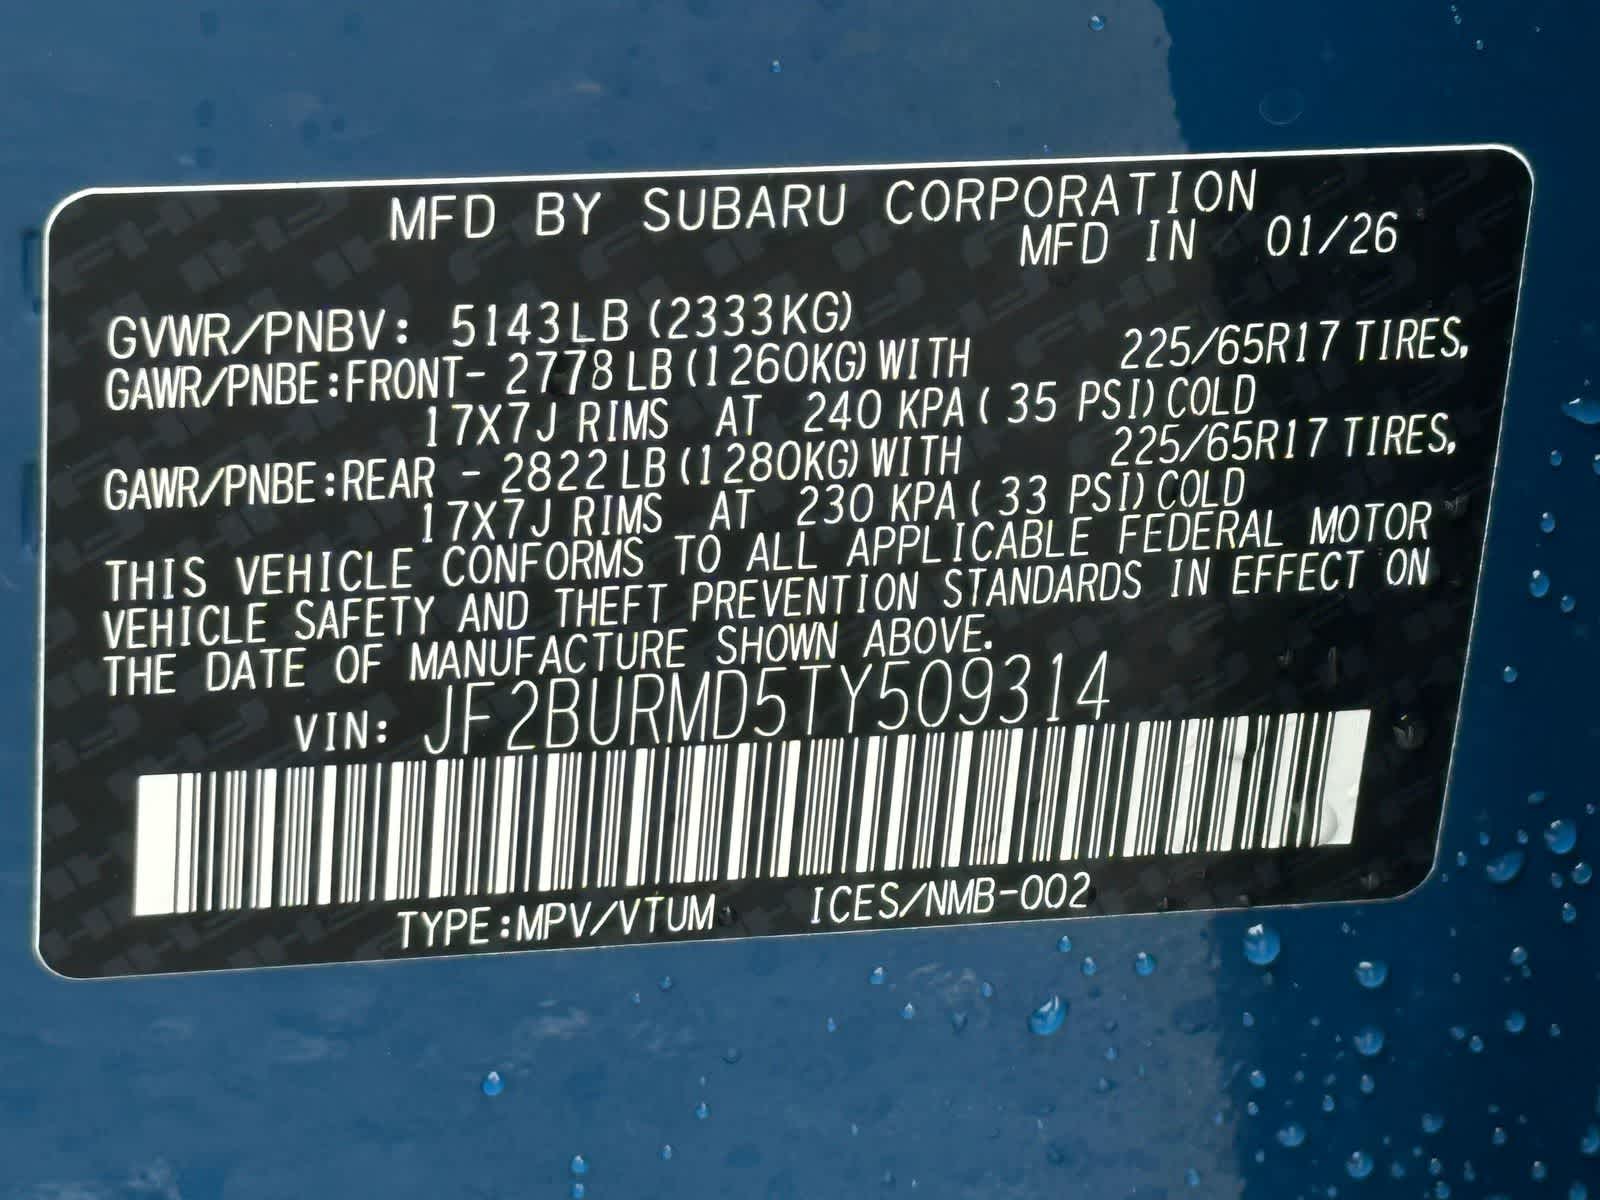 MFD BY SUBARU CORPORATION
MFD IN 01/26
GVWR/PNBV: 5143LB (2333KG)
GAWR/PNBE:FRONT- 2778 LB (1260KG) WITH 225/65R17 TIRES,
17X7J RIMS AT 240 KPA ( 35 PSI) COLD
GAWR/PNBE:REAR - 2822 LB (1280KG) WITH 225/65R17 TIRES,
17X7J RIMS AT 230 KPA ( 33 PSI) COLD
THIS VEHICLE CONFORMS TO ALL APPLICABLE FEDERAL MOTOR
VEHICLE SAFETY AND THEFT PREVENTION STANDARDS IN EFFECT ON
THE DATE OF MANUFACTURE SHOWN ABOVE.
VIN: JF2BURMD5TY509314
TYPE:MPV/VTUM ICES/NMB-002